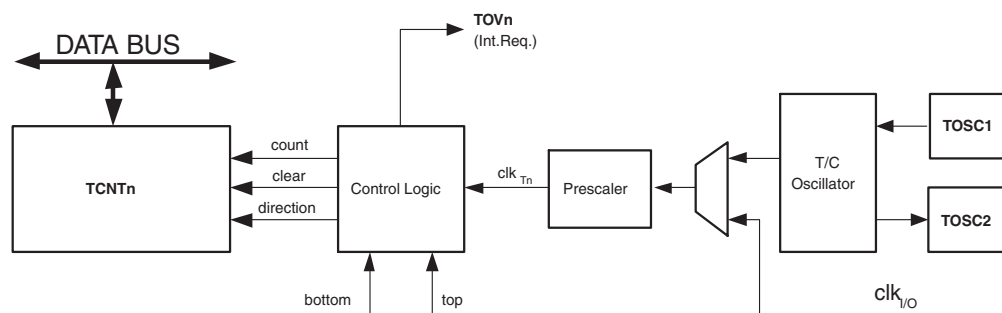 TOVn
(Int.Req.)
DATA BUS
TCNTn
count
clear
direction
Control Logic
clk Tn
Prescaler
T/C
Oscillator
TOSC1
TOSC2
bottom
top
clk I/O